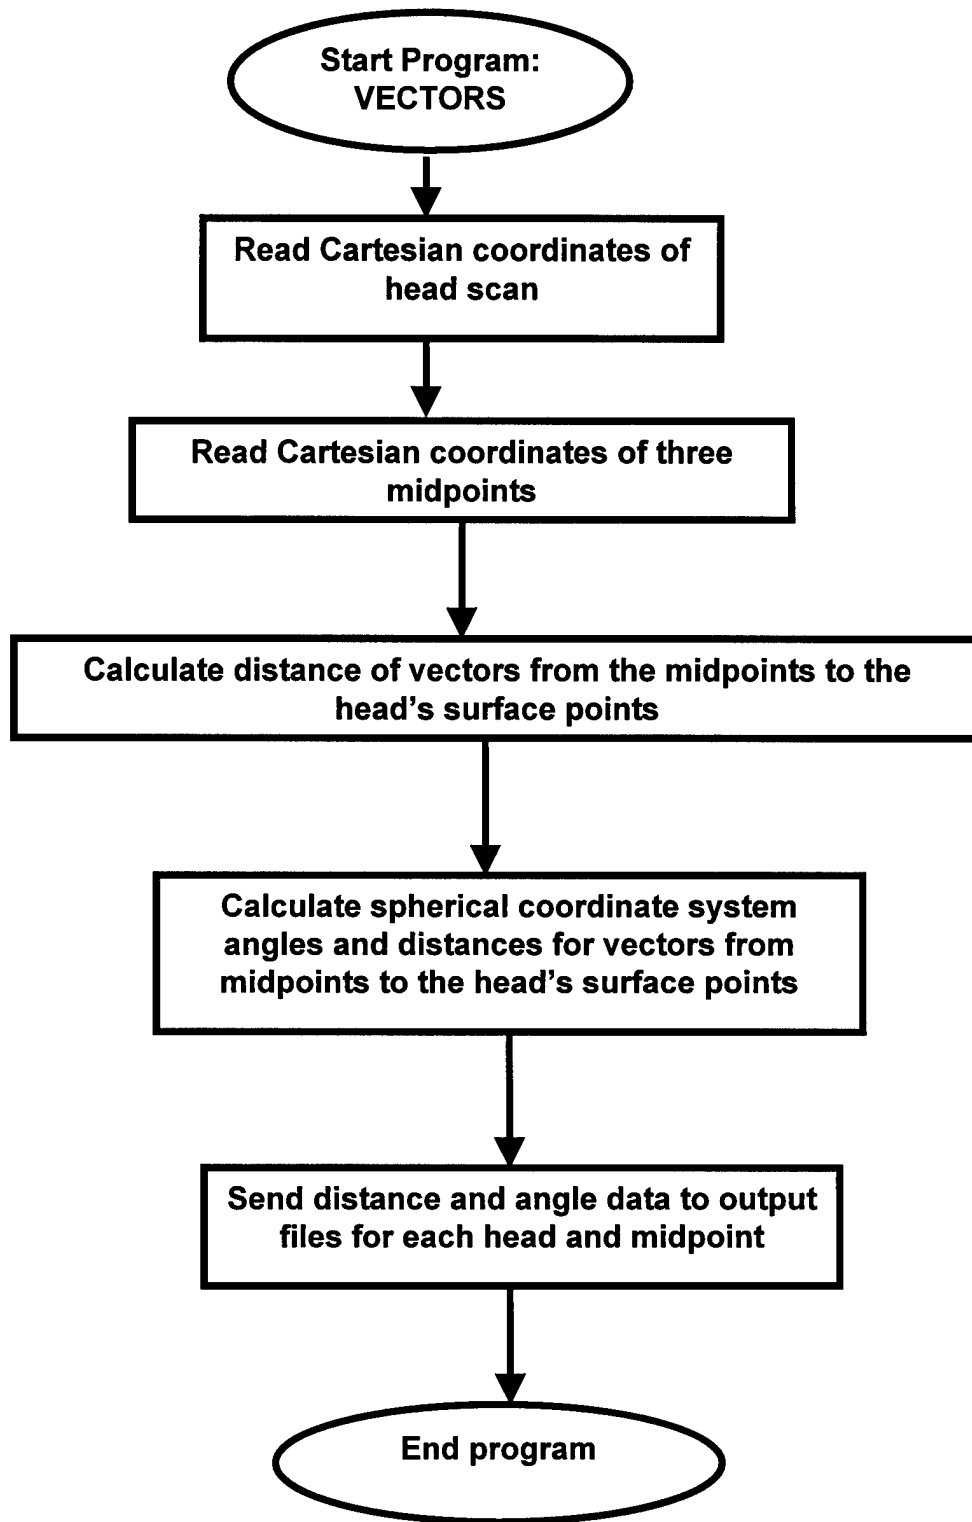 Start Program:
VECTORS
Read Cartesian coordinates of
head scan
Read Cartesian coordinates of three
midpoints
Calculate distance of vectors from the midpoints to the
head's surface points
Calculate spherical coordinate system
angles and distances for vectors from
midpoints to the head's surface points
Send distance and angle data to output
files for each head and midpoint
End program